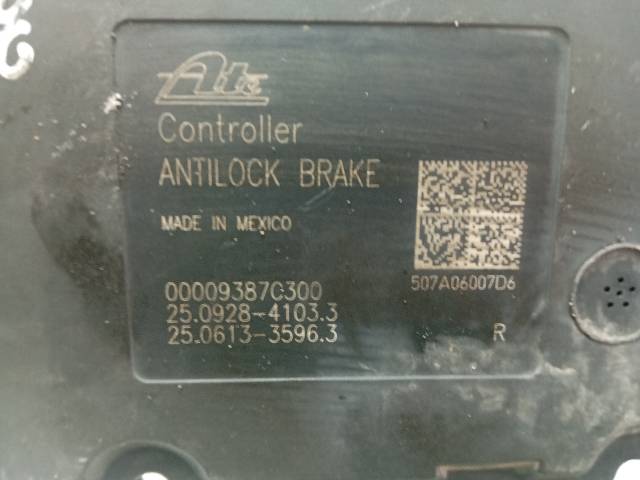 Ate
Controller
ANTILOCK BRAKE
MADE IN MEXICO
507A06007D6
00009387C300
25.0928-4103.3
25.0613-3596.3
R